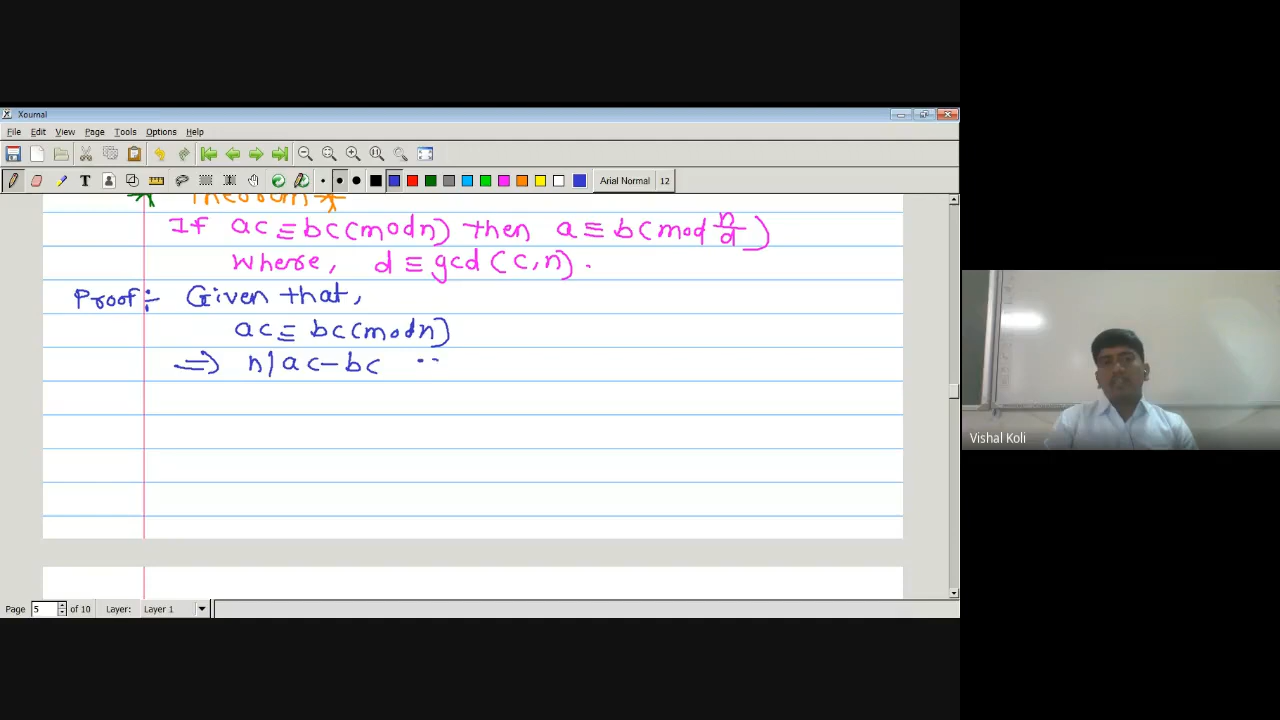 Xournal
File Edit View Page Tools Options Help
Arial Normal 12
Theorem
If ac ≡ bc (mod n) then a ≡ b (mod n/d)
where, d ≡ gcd (c, n).
Proof :- Given that,
ac ≡ bc (mod n)
⇒ n | ac - bc
Vishal Koli
Page 5 of 10 Layer: Layer 1